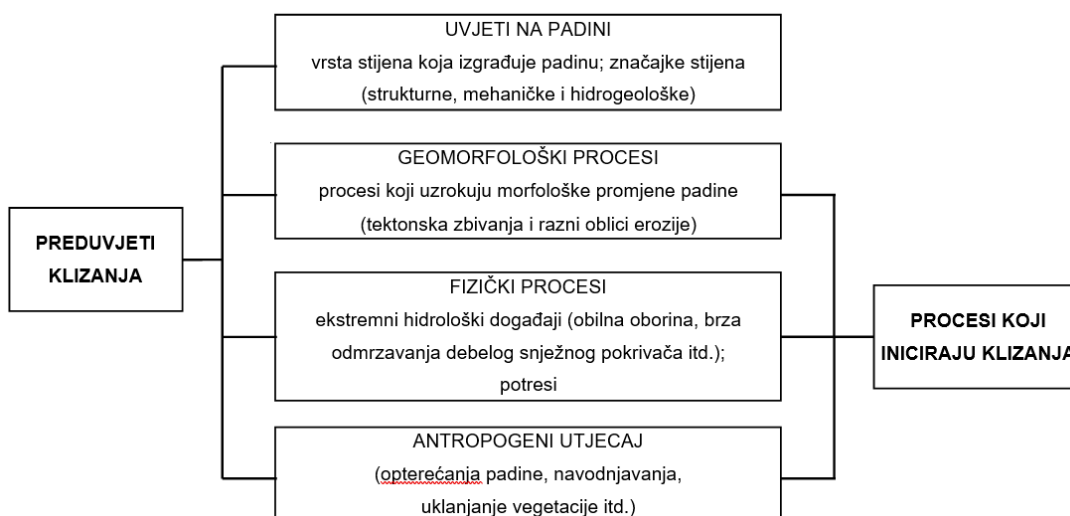 UVJETI NA PADINI
vrsta stijena koja izgrađuje padinu; značajke stijena
(strukturne, mehaničke i hidrogeološke)
GEOMORFOLOŠKI PROCESI
procesi koji uzrokuju morfološke promjene padine
(tektonska zbivanja i razni oblici erozije)
PREDUVJETI
KLIZANJA
FIZIČKI PROCESI
ekstremni hidrološki događaji (obilna oborina, brza
odmrzavanja debelog snježnog pokrivača itd.);
potresi
PROCESI KOJI
INICIRAJU KLIZANJA
ANTROPOGENI UTJECAJ
(opterećanja padine, navodnjavanja,
uklanjanje vegetacije itd.)